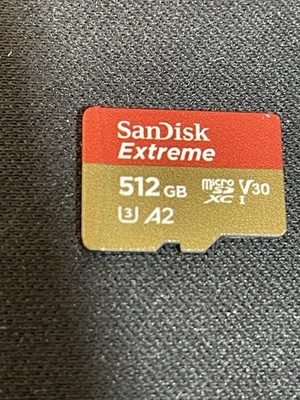 SanDisk
Extreme
512 GB micro SD XC I V30
U3 A2